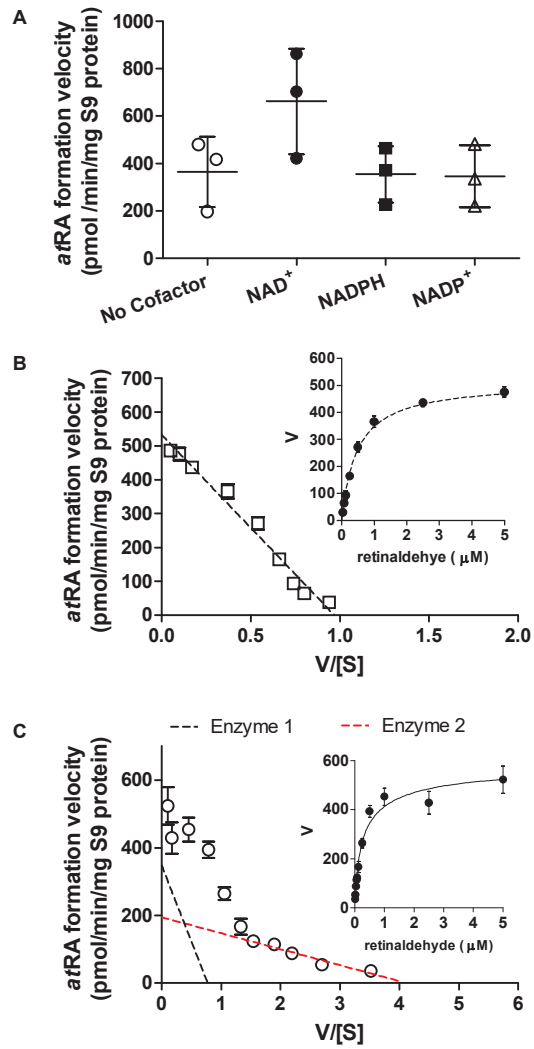 A
atRA formation velocity
(pmol /min/mg S9 protein)
1000
800
600
400
200
0
No Cofactor
NAD+
NADPH
NADP+
B
atRA formation velocity
(pmol/min/mg S9 protein)
700
600
500
400
300
200
100
0
0.0
0.5
1.0
1.5
2.0
V/[S]
V
600
500
400
300
200
100
0
0
1
2
3
4
5
retinaldehye ( μM)
C
Enzyme 1
Enzyme 2
atRA formation velocity
(pmol/min/mg S9 protein)
600
400
200
0
0
1
2
3
4
5
6
V/[S]
V
600
400
200
0
0
1
2
3
4
5
retinaldehyde ( μM)